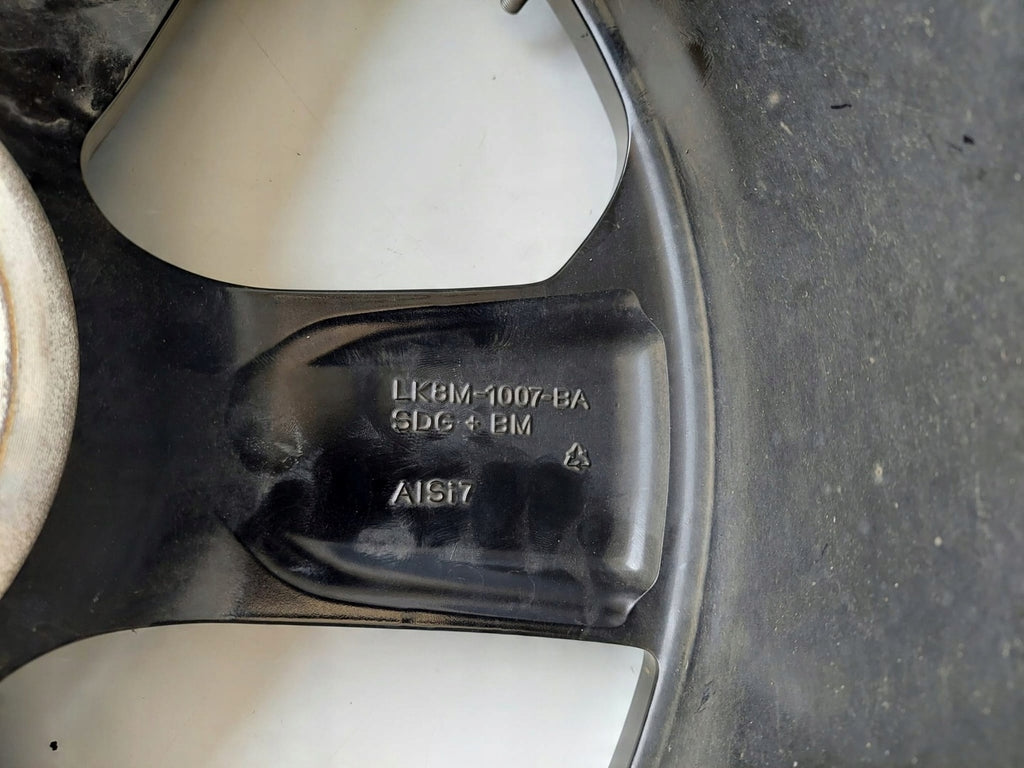 LK8M-1007-BA
SDG + BM
AlSi7